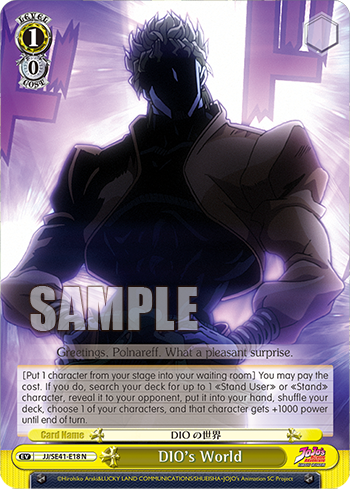 LEVEL
1
0
COST
SAMPLE
Greetings, Polnareff. What a pleasant surprise.
[Put 1 character from your stage into your waiting room] You may pay the
cost. If you do, search your deck for up to 1 «Stand User» or «Stand»
character, reveal it to your opponent, put it into your hand, shuffle your
deck, choose 1 of your characters, and that character gets +1000 power
until end of turn.
Card Name
DIO の世界
EV
JJ/SE41-E18 N
DIO's World
JoJo's
©Hirohiko Araki&LUCKY LAND COMMUNICATIONS/SHUEISHA•JOJO's Animation SC Project